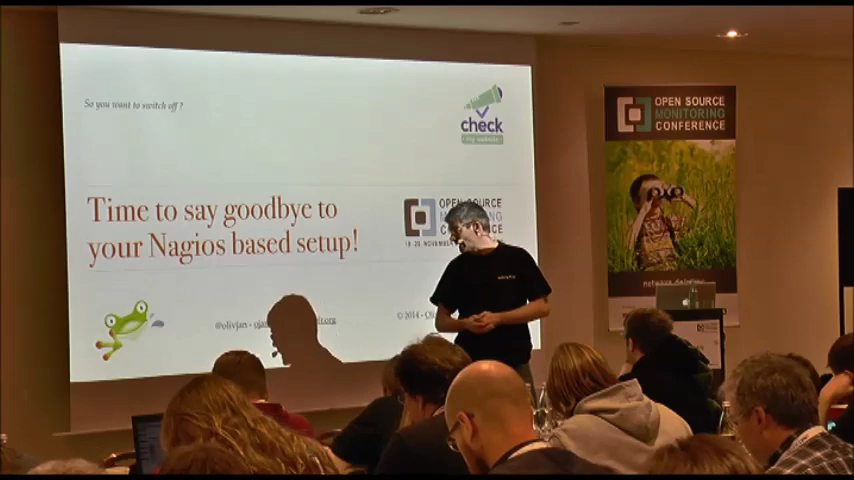 So you want to switch off ?
check
my website
Time to say goodbye to
your Nagios based setup!
OPEN SOURCE
CONFERENCE
NOVEMBER
@olivjan -
© 2014 -
OPEN SOURCE
MONITORING
CONFERENCE